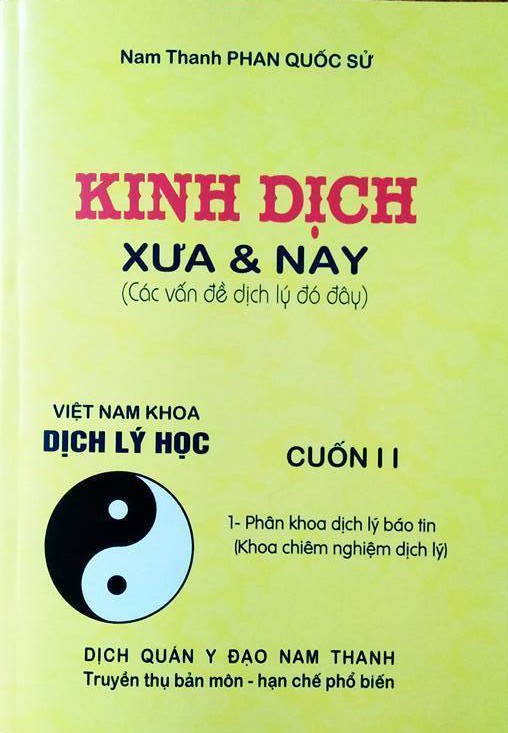 Nam Thanh PHAN QUỐC SỬ
KINH DỊCH
XƯA & NAY
(Các vấn đề dịch lý đó đây)
VIỆT NAM KHOA
DỊCH LÝ HỌC
CUỐN I I
1- Phân khoa dịch lý báo tin
(Khoa chiêm nghiệm dịch lý)
DỊCH QUÁN Y ĐẠO NAM THANH
Truyền thụ bản môn - hạn chế phổ biến